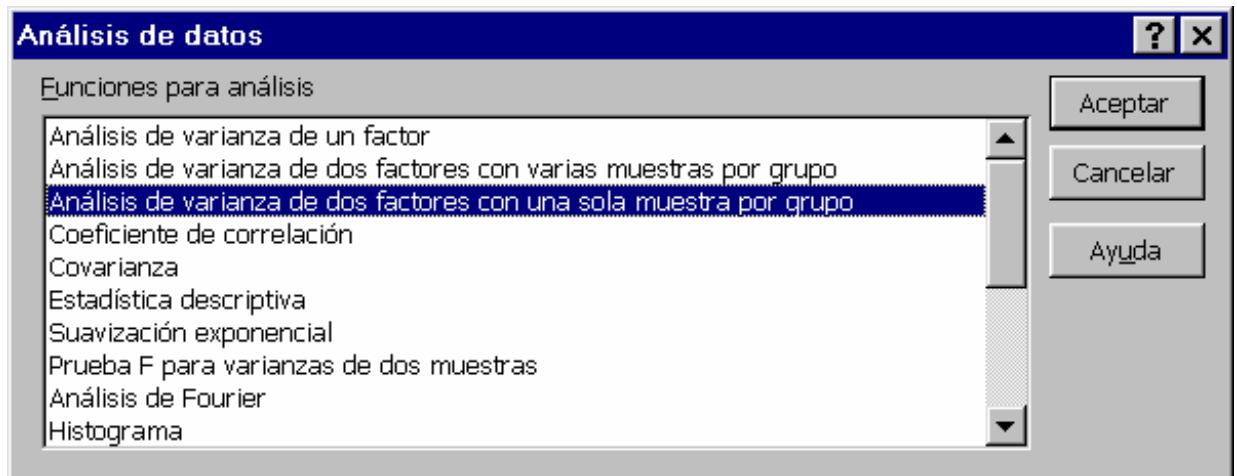 Análisis de datos
Funciones para análisis
Análisis de varianza de un factor
Análisis de varianza de dos factores con varias muestras por grupo
Análisis de varianza de dos factores con una sola muestra por grupo
Coeficiente de correlación
Covarianza
Estadística descriptiva
Suavización exponencial
Prueba F para varianzas de dos muestras
Análisis de Fourier
Histograma
Aceptar
Cancelar
Ayuda